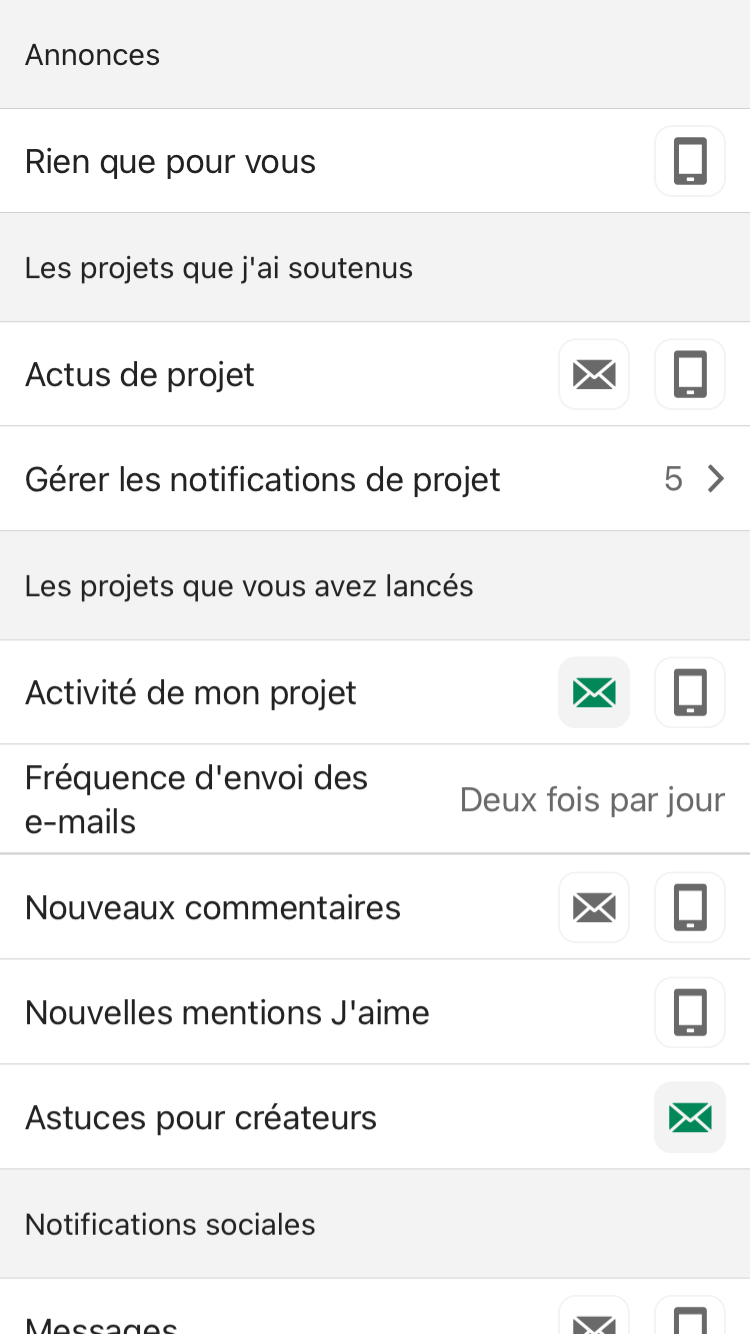 Annonces
Rien que pour vous
Les projets que j'ai soutenus
Actus de projet
Gérer les notifications de projet
5
Les projets que vous avez lancés
Activité de mon projet
Fréquence d'envoi des
e-mails
Deux fois par jour
Nouveaux commentaires
Nouvelles mentions J'aime
Astuces pour créateurs
Notifications sociales
Messages